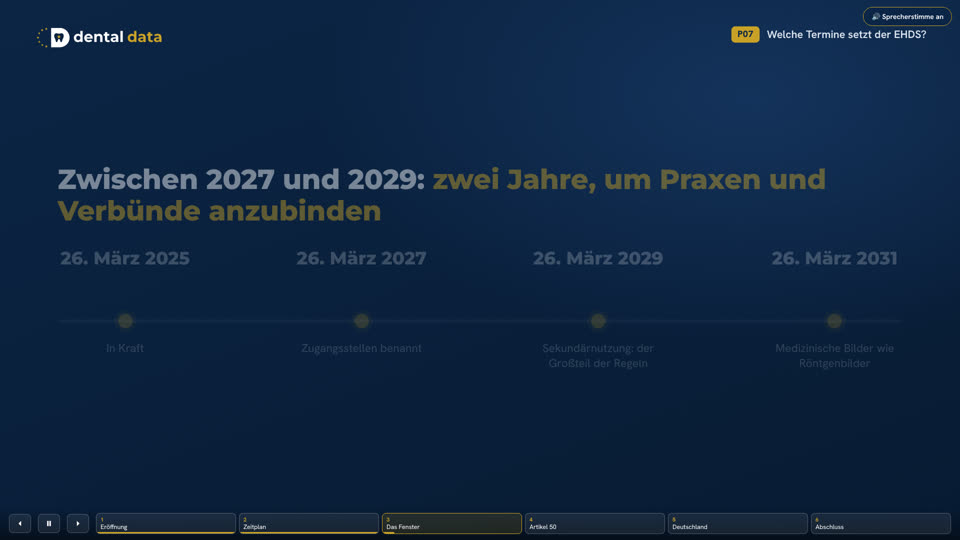 Sprecherstimme an
dental data
P07 Welche Termine setzt der EHDS?
Zwischen 2027 und 2029: zwei Jahre, um Praxen und
Verbünde anzubinden
26. März 2025
26. März 2027
26. März 2029
26. März 2031
In Kraft
Zugangsstellen benannt
Sekundärnutzung: der
Großteil der Regeln
Medizinische Bilder wie
Röntgenbilder
1
Eröffnung
2
Zeitplan
3
Das Fenster
4
Artikel 50
5
Deutschland
6
Abschluss